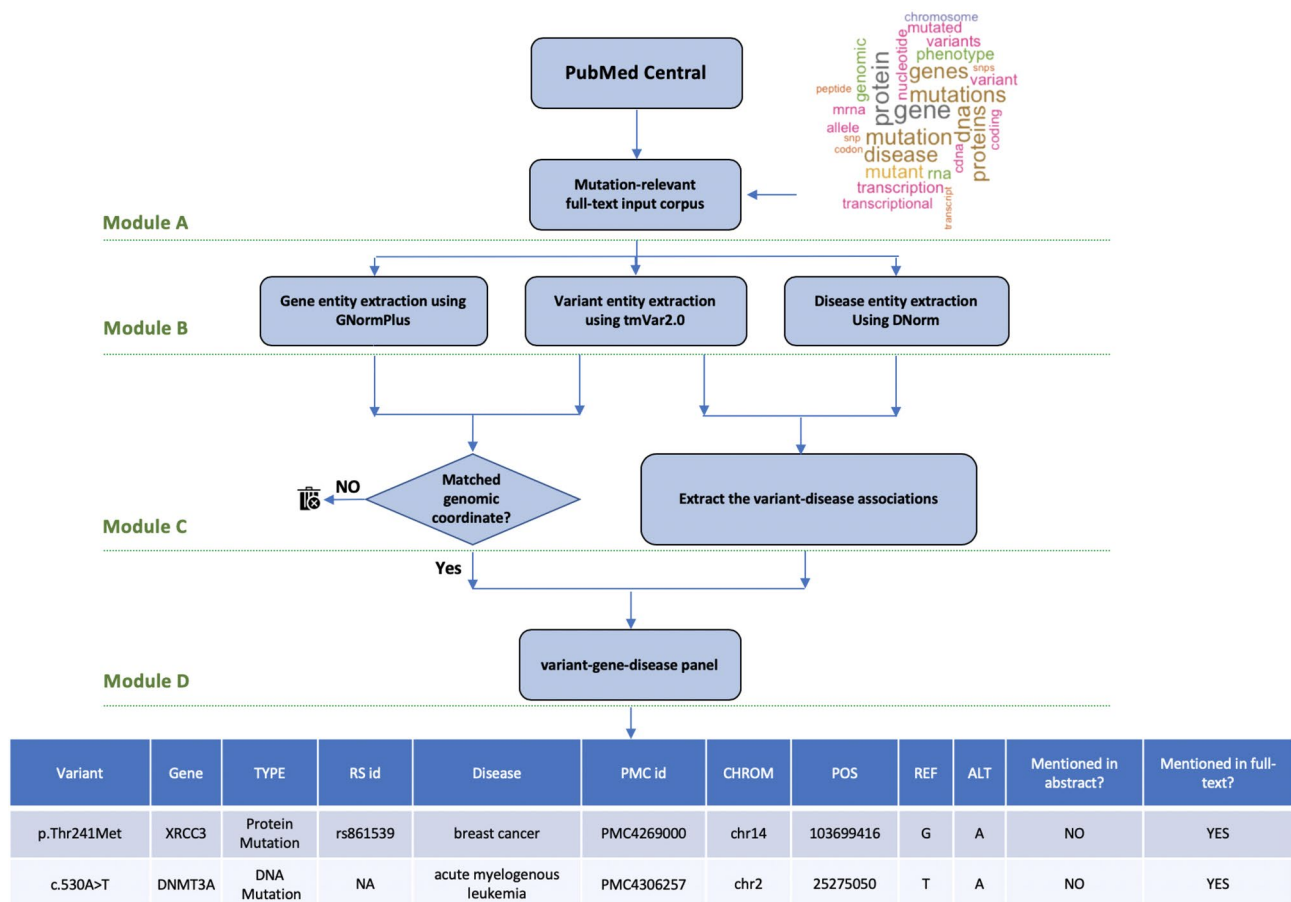 PubMed Central
chromosome
mutated
variants
nucleotide
genomic
phenotype
protein
genes
snps
variant
peptide
mutations
mrna
gene
dna
allele
proteins
coding
snp
mutation
codon
disease
cdna
mutant
rna
transcription
transcriptional
transcript
Mutation-relevant
full-text input corpus
Module A
Gene entity extraction using
GNormPlus
Variant entity extraction
using tmVar2.0
Disease entity extraction
Using DNorm
Module B
Matched
genomic
coordinate?
NO
Extract the variant-disease associations
Module C
Yes
variant-gene-disease panel
Module D
Variant Gene TYPE RS id Disease PMC id CHROM POS REF ALT Mentioned in abstract? Mentioned in full-text?
p.Thr241Met XRCC3 Protein Mutation rs861539 breast cancer PMC4269000 chr14 103699416 G A NO YES
c.530A>T DNMT3A DNA Mutation NA acute myelogenous leukemia PMC4306257 chr2 25275050 T A NO YES